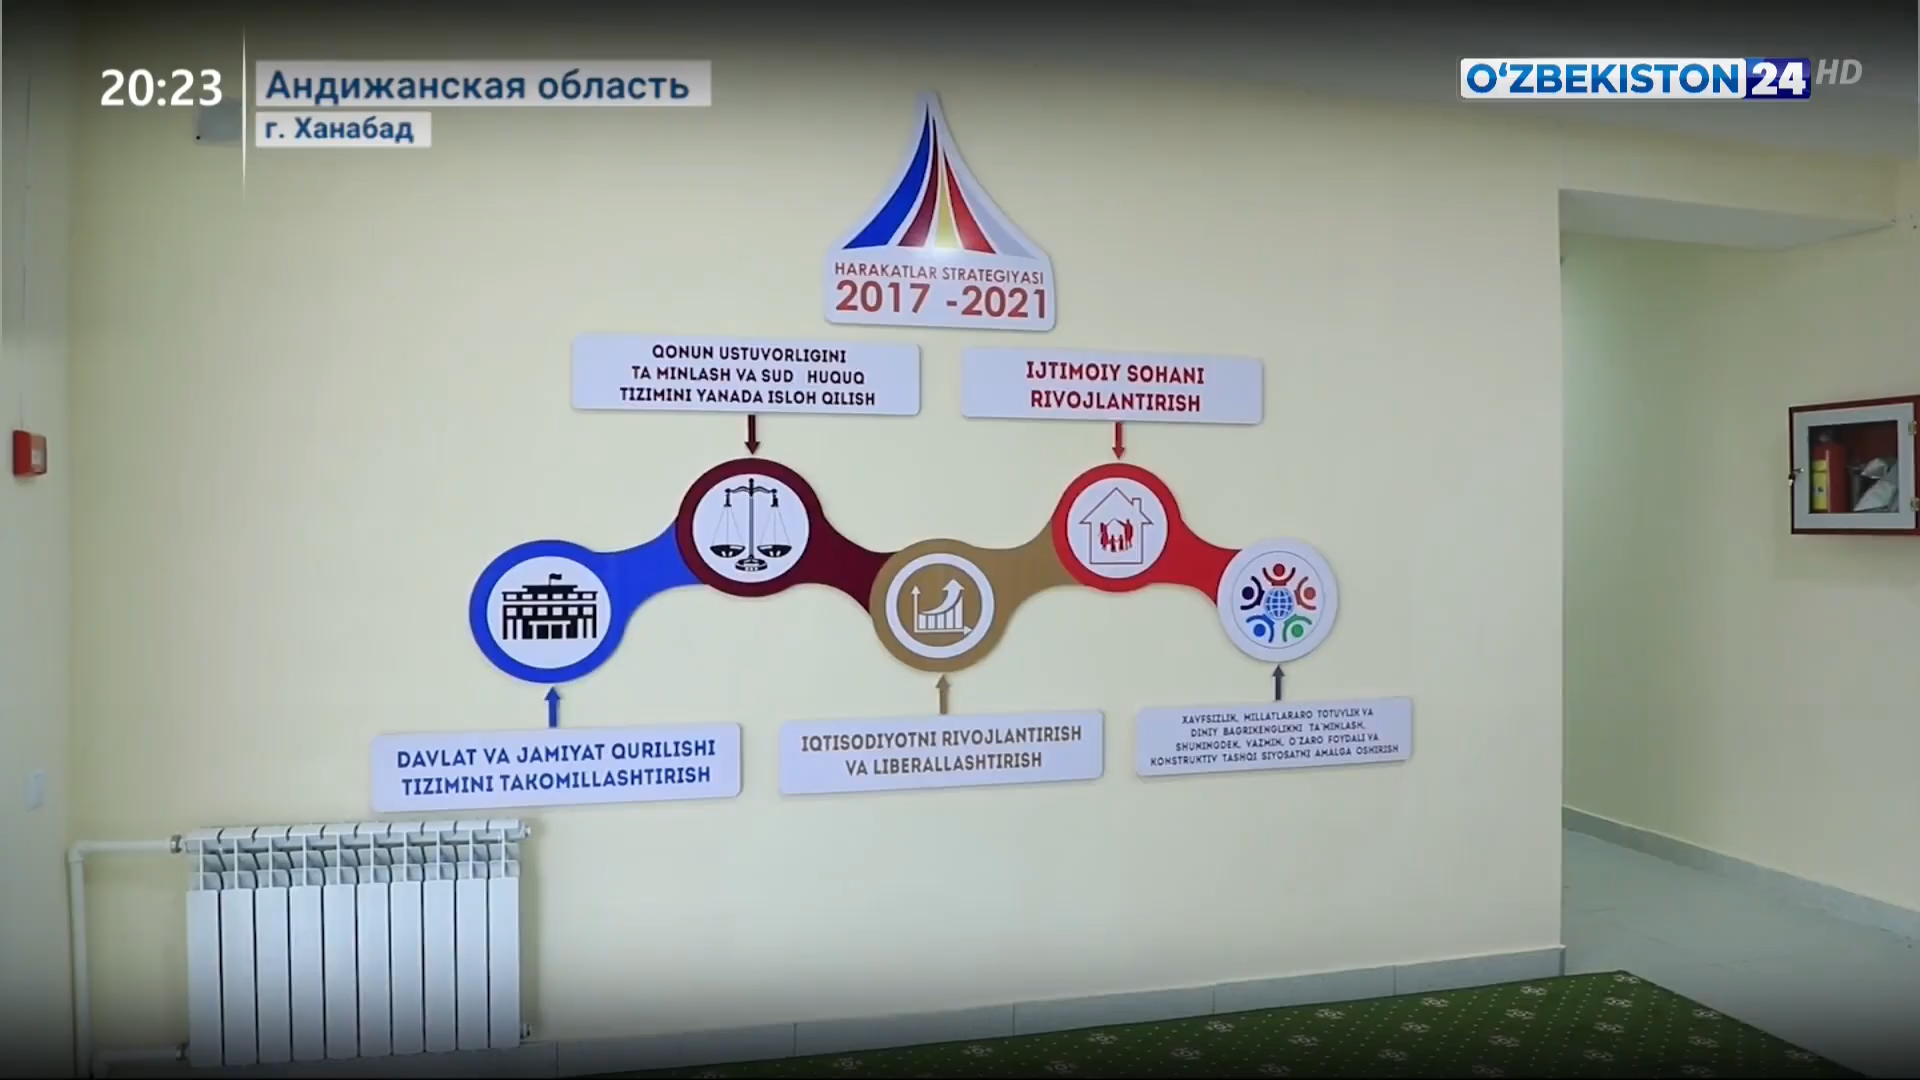 20:23
Андижанская область
г. Ханабад
O‘ZBEKISTON 24 HD
HARAKATLAR STRATEGIYASI
2017 -2021
QONUN USTUVORLIGINI
TA MINLASH VA SUD HUQUQ
TIZIMINI YANADA ISLOH QILISH
IJTIMOIY SOHANI
RIVOJLANTIRISH
DAVLAT VA JAMIYAT QURILISHI
TIZIMINI TAKOMILLASHTIRISH
IQTISODIYOTNI RIVOJLANTIRISH
VA LIBERALLASHTIRISH
XAVFSIZLIK, MILLATLARARO TOTUVLIK VA
DINIY BAGRIKENGLIKNI TA'MINLASH,
SHUNINGDEK, YAZMIN, O'ZARO FOYDALI VA
KONSTRUKTIV TASHQI SIYOSATNI AMALGA OSHIRISH